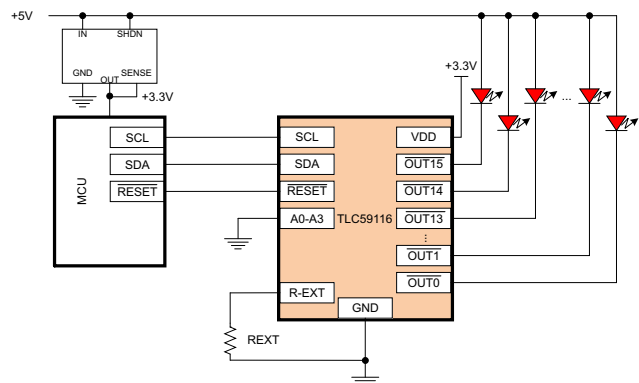 +5V
IN SHDN
GND OUT SENSE
+3.3V
+3.3V
MCU
SCL
SDA
RESET
SCL
SDA
RESET
A0-A3
R-EXT
TLC59116
VDD
OUT15
OUT14
OUT13
...
OUT1
OUT0
GND
...
REXT